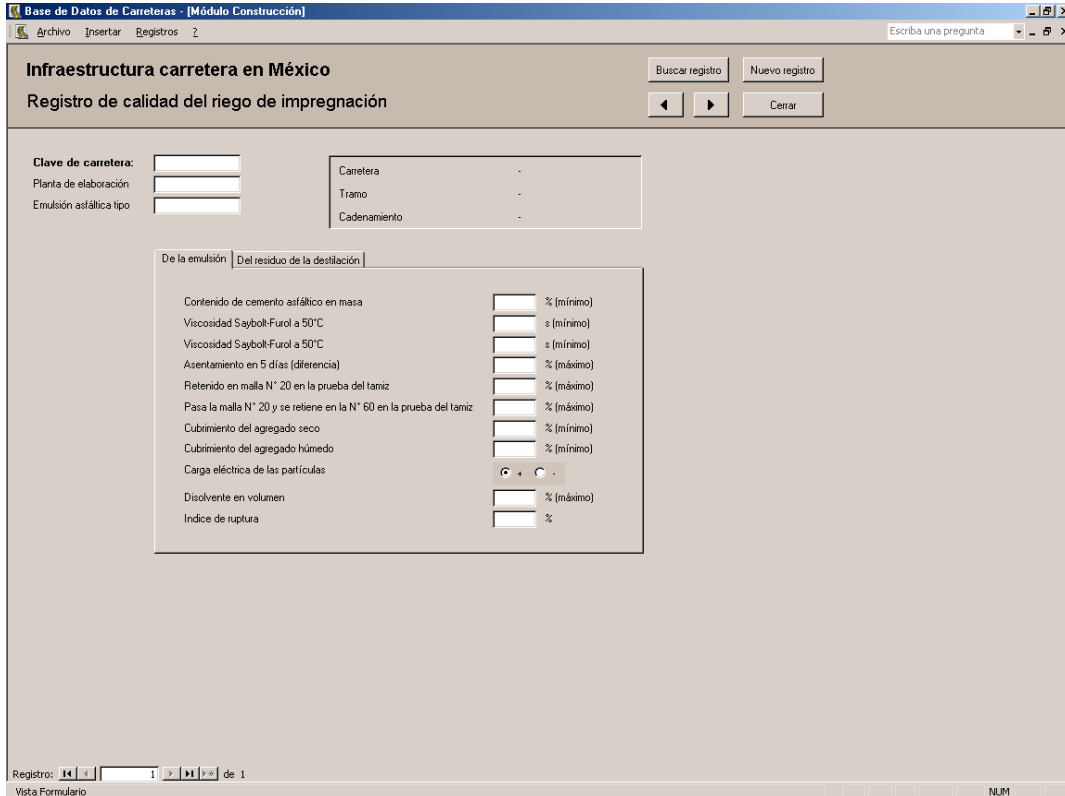 Base de Datos de Carreteras - [Módulo Construcción]
Archivo Insertar Registros ? Escriba una pregunta
Infraestructura carretera en México
Buscar registro Nuevo registro
Registro de calidad del riego de impregnación
Cerrar
Clave de carretera:
Planta de elaboración
Emulsión asfáltica tipo
Carretera -
Tramo -
Cadenamiento -
De la emulsión Del residuo de la destilación
Contenido de cemento asfáltico en masa % (mínimo)
Viscosidad Saybolt-Furol a 50°C s (mínimo)
Viscosidad Saybolt-Furol a 50°C s (mínimo)
Asentamiento en 5 días (diferencia) % (máximo)
Retenido en malla N° 20 en la prueba del tamiz % (máximo)
Pasa la malla N° 20 y se retiene en la N° 60 en la prueba del tamiz % (máximo)
Cubrimiento del agregado seco % (mínimo)
Cubrimiento del agregado húmedo % (mínimo)
Carga eléctrica de las partículas + -
Disolvente en volumen % (máximo)
Indice de ruptura %
Registro: 1 de 1
Vista Formulario NUM